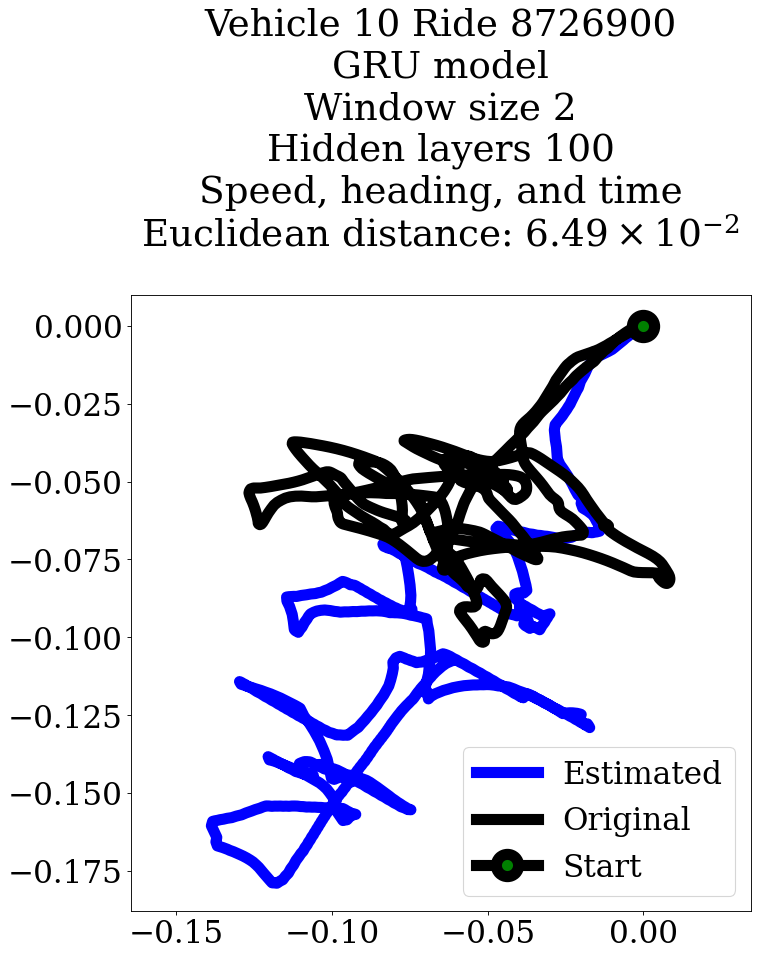 Vehicle 10 Ride 8726900
GRU model
Window size 2
Hidden layers 100
Speed, heading, and time
Euclidean distance: 6.49 × 10⁻²
0.000
−0.025
−0.050
−0.075
−0.100
−0.125
−0.150
−0.175
Estimated
Original
Start
−0.15 −0.10 −0.05 0.00